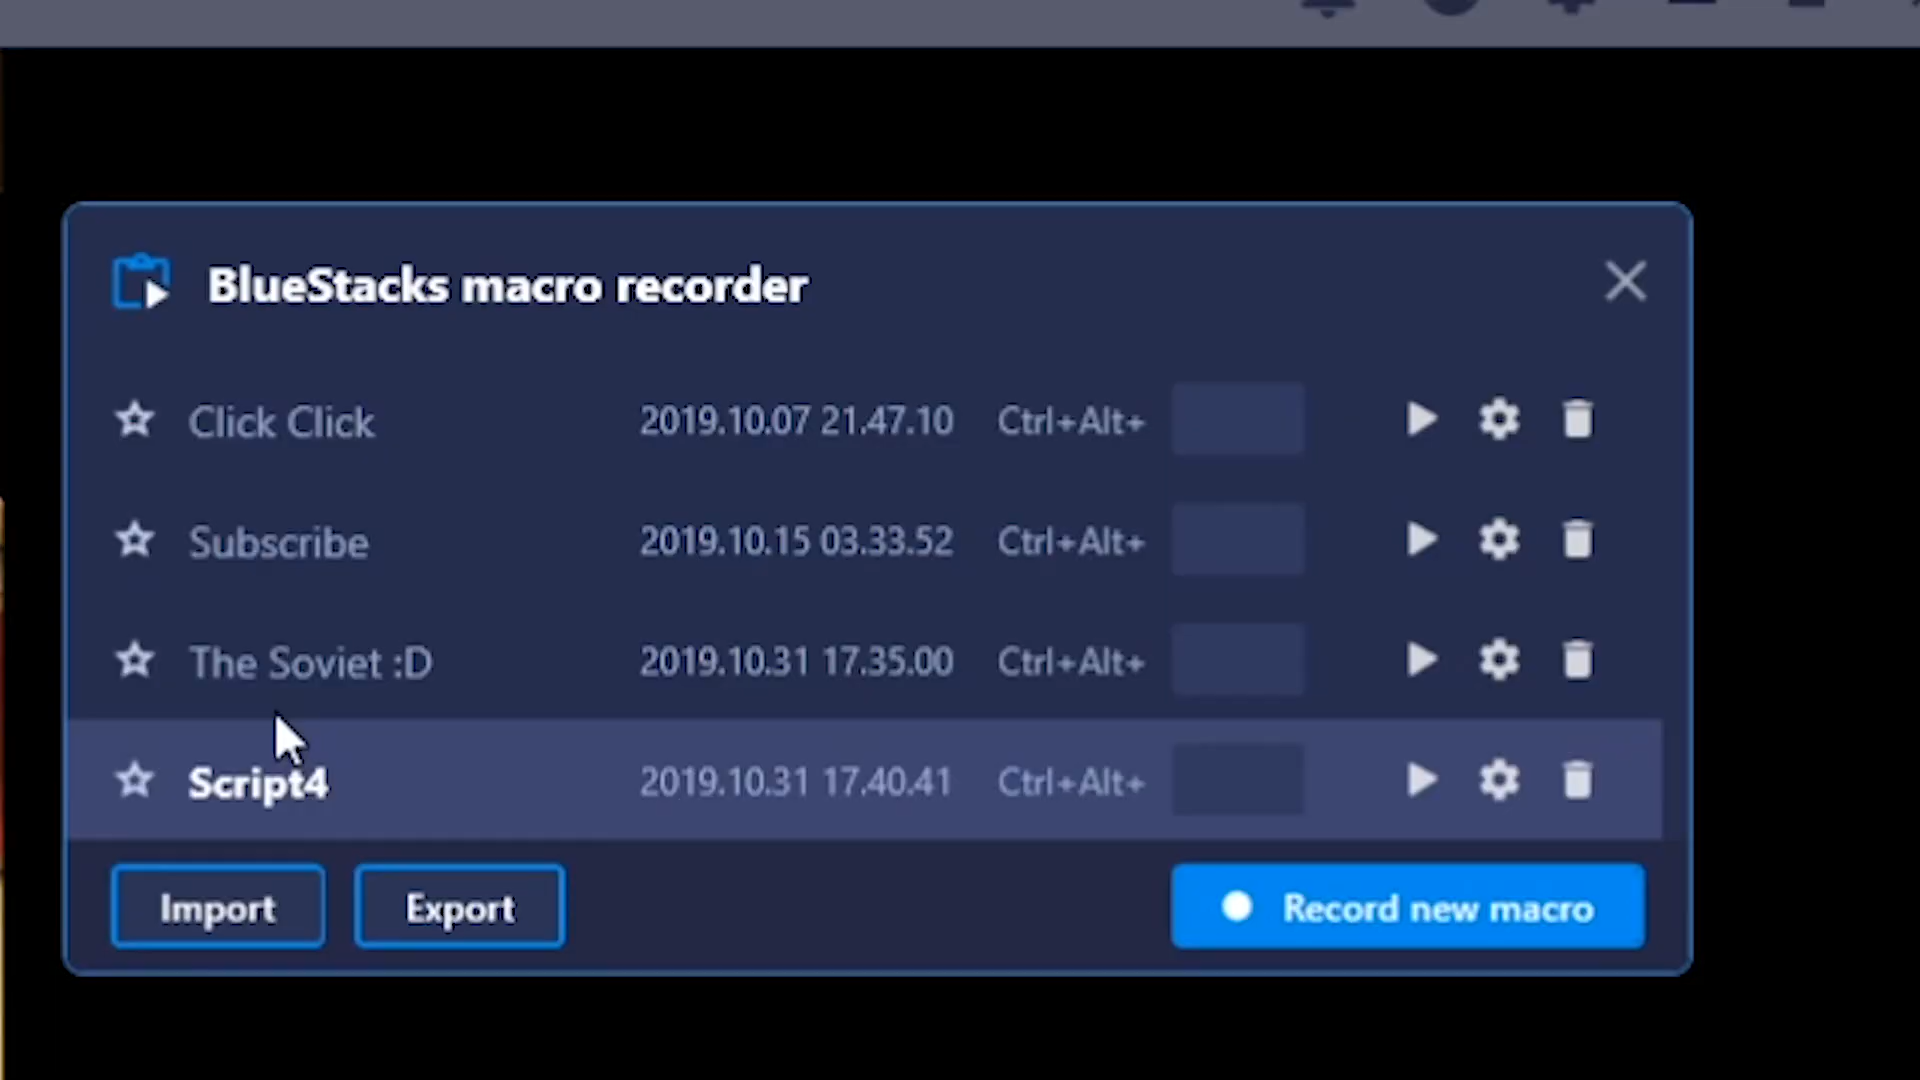 BlueStacks macro recorder
Click Click 2019.10.07 21.47.10 Ctrl+Alt+
Subscribe 2019.10.15 03.33.52 Ctrl+Alt+
The Soviet :D 2019.10.31 17.35.00 Ctrl+Alt+
Script4 2019.10.31 17.40.41 Ctrl+Alt+
Import Export Record new macro